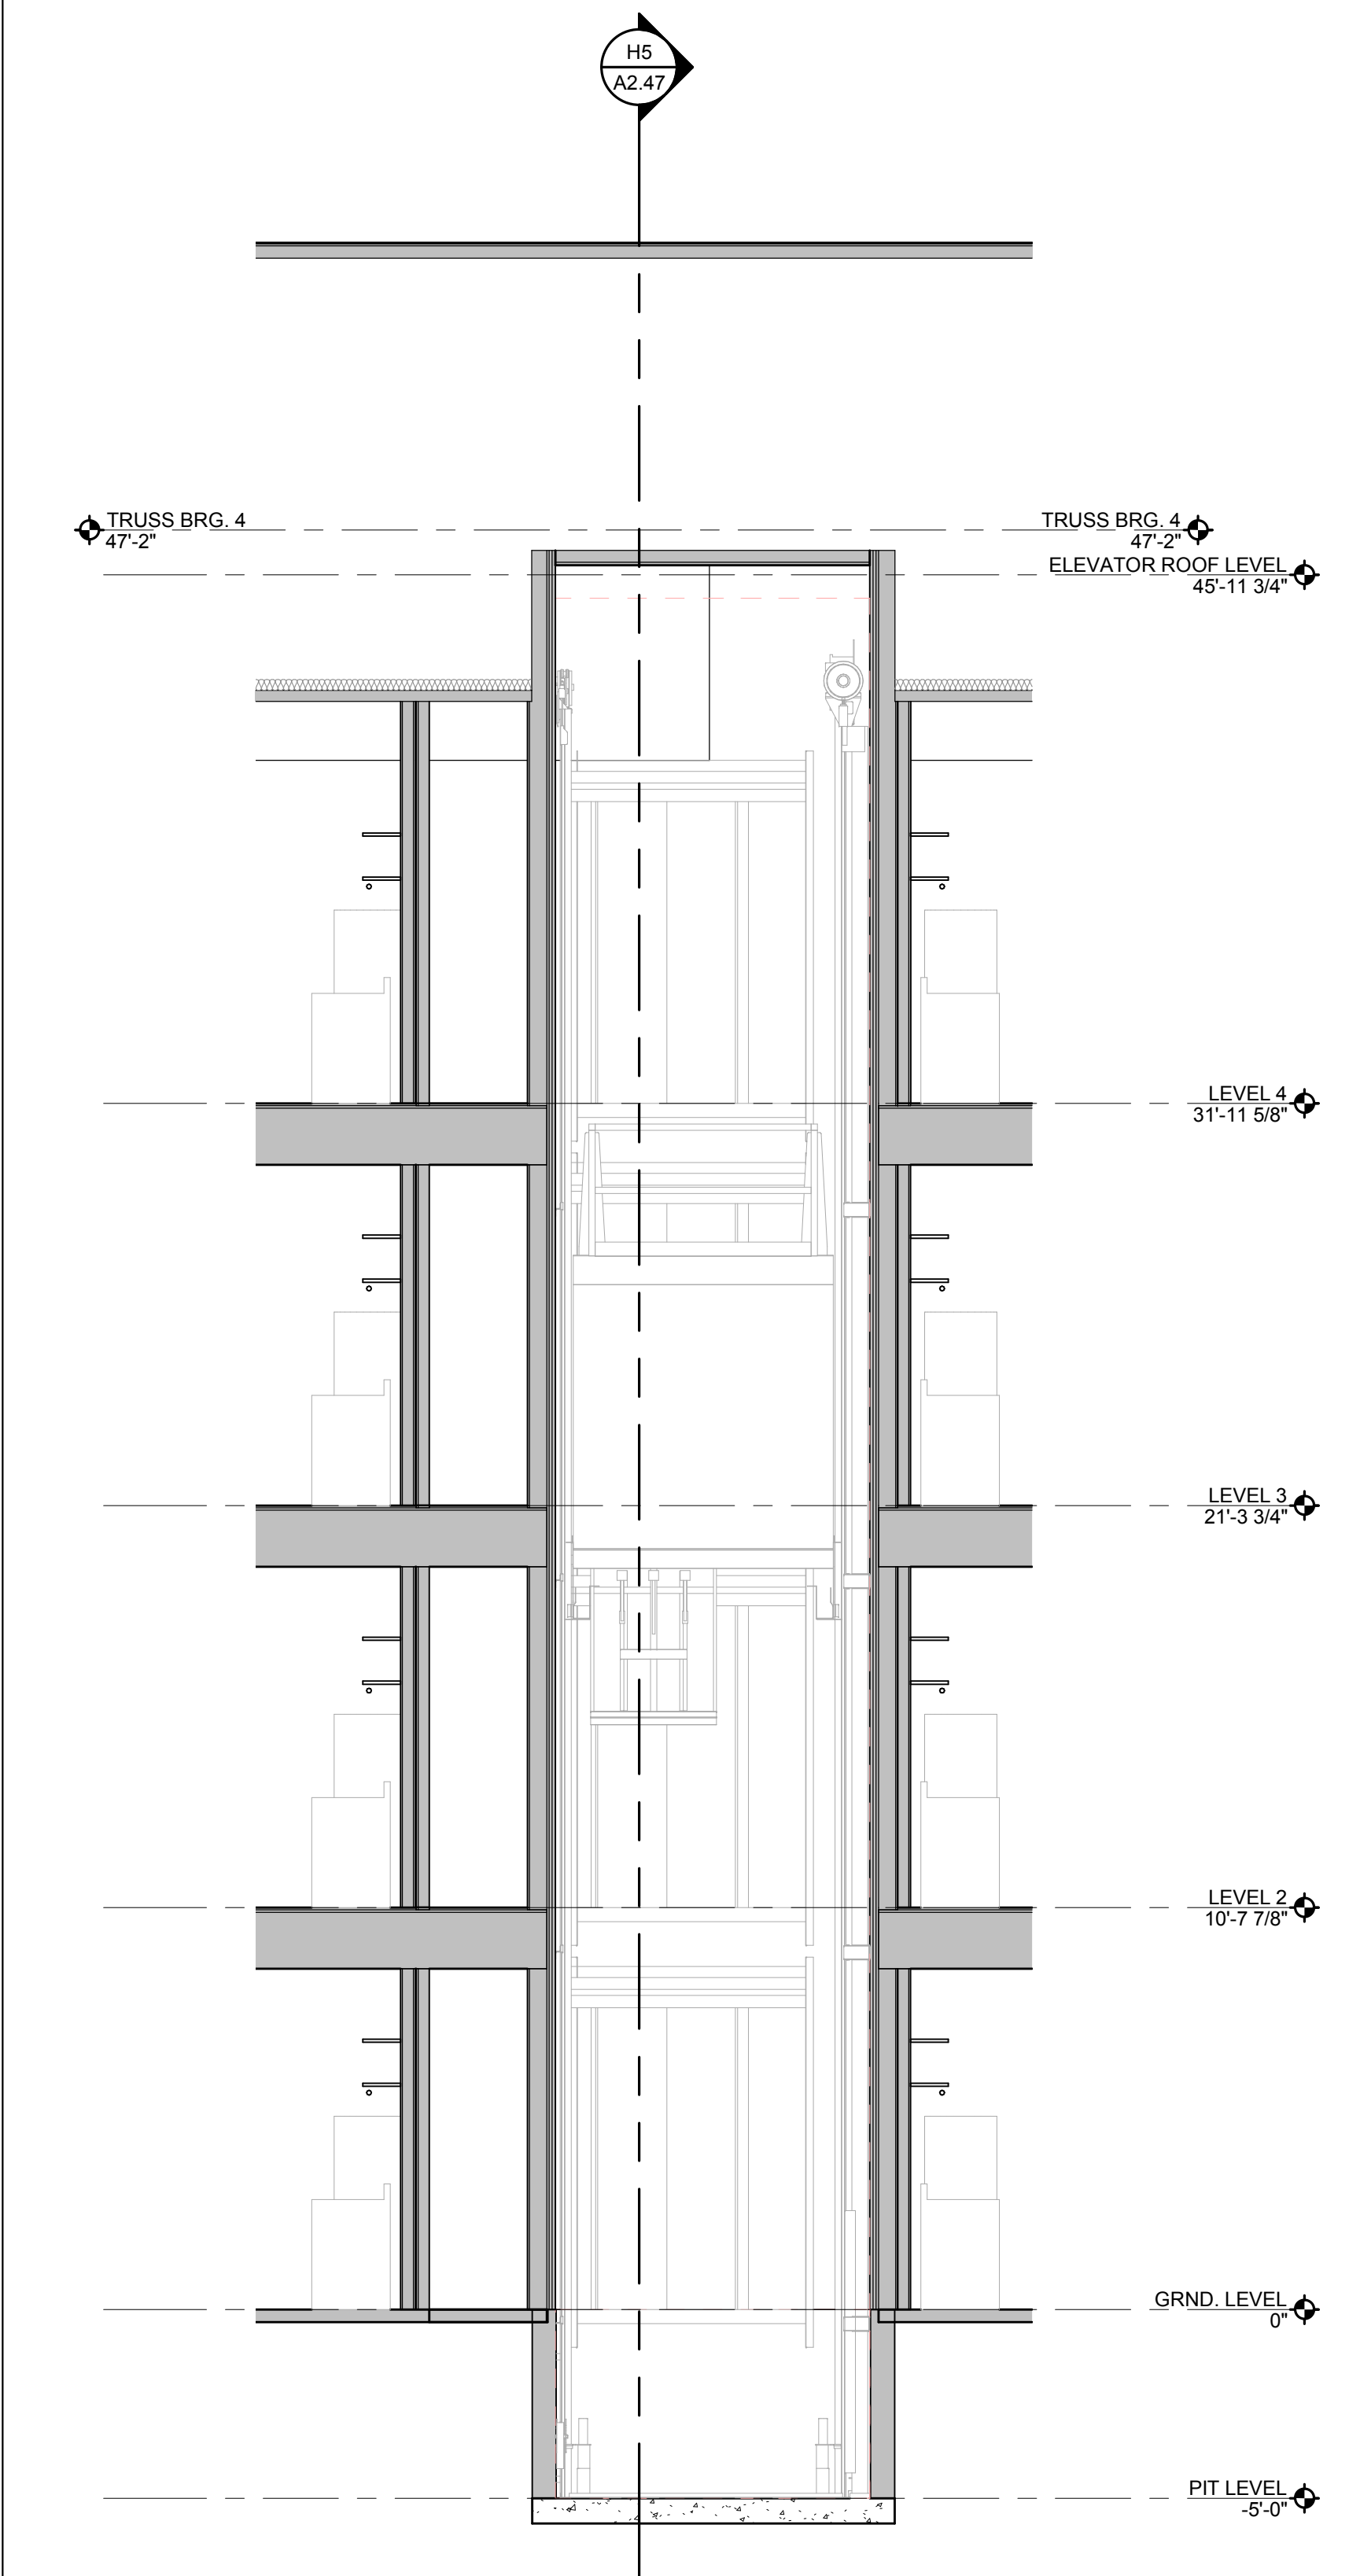 H5
A2.47
TRUSS BRG. 4
47'-2"
TRUSS BRG. 4
47'-2"
ELEVATOR ROOF LEVEL
45'-11 3/4"
LEVEL 4
31'-11 5/8"
LEVEL 3
21'-3 3/4"
LEVEL 2
10'-7 7/8"
GRND. LEVEL
0"
PIT LEVEL
-5'-0"